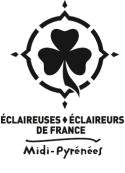 ÉCLAIREUSES ♦ ÉCLAIREURS
DE FRANCE
Midi-Pyrénées